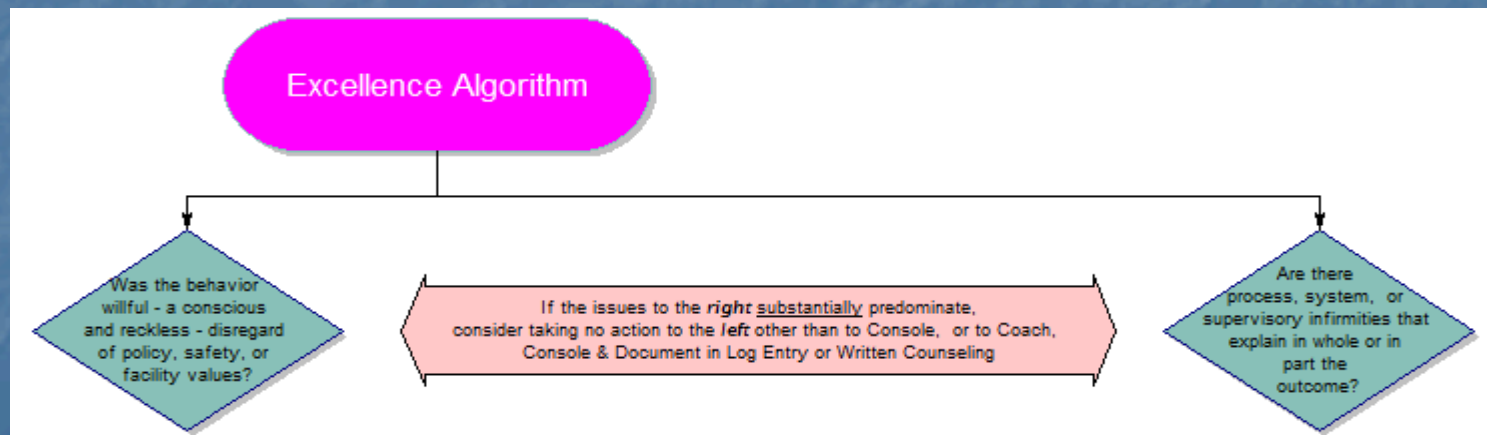 Excellence Algorithm
Was the behavior
willful - a conscious
and reckless - disregard
of policy, safety, or
facility values?
If the issues to the right substantially predominate,
consider taking no action to the left other than to Console, or to Coach,
Console & Document in Log Entry or Written Counseling
Are there
process, system, or
supervisory infirmities that
explain in whole or in
part the
outcome?